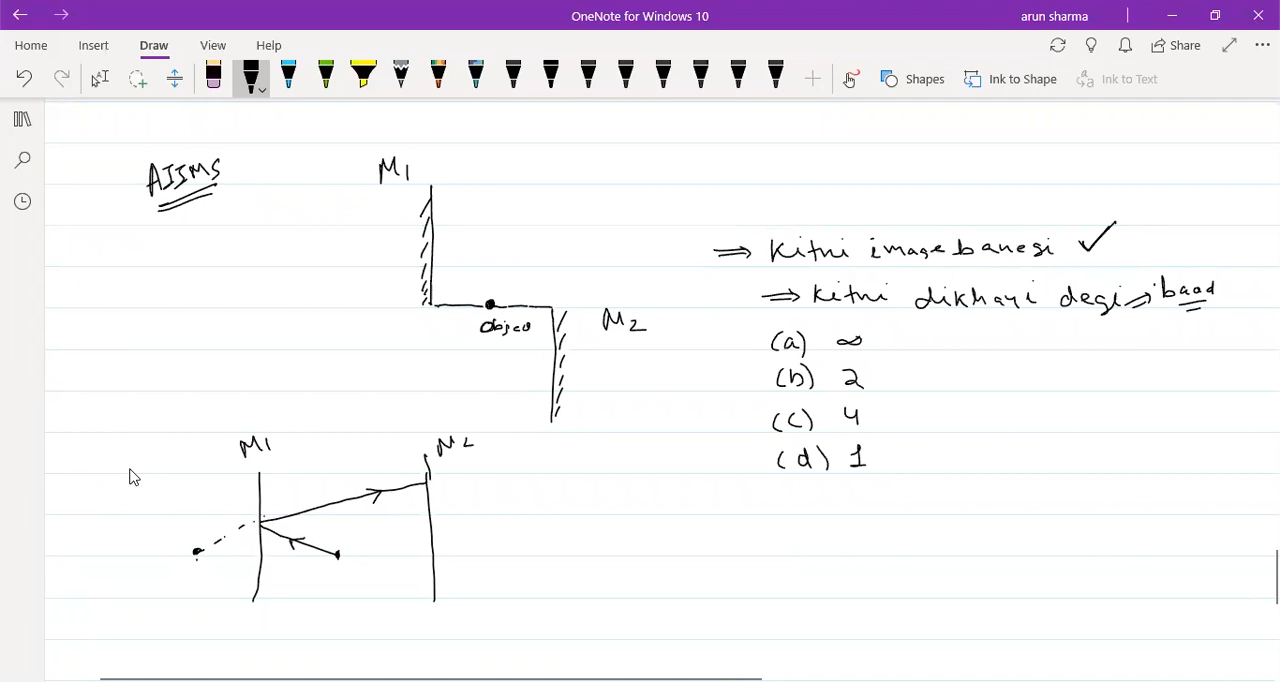 OneNote for Windows 10
arun sharma
Home Insert Draw View Help
Share
Shapes Ink to Shape Ink to Text
AIIMS
M1
Object
M2
⇒ Kitni image banegi ✓
⇒ Kitni dikhayi degi ⇒ baad
(a) ∞
(b) 2
(c) 4
(d) 1
M1 M2